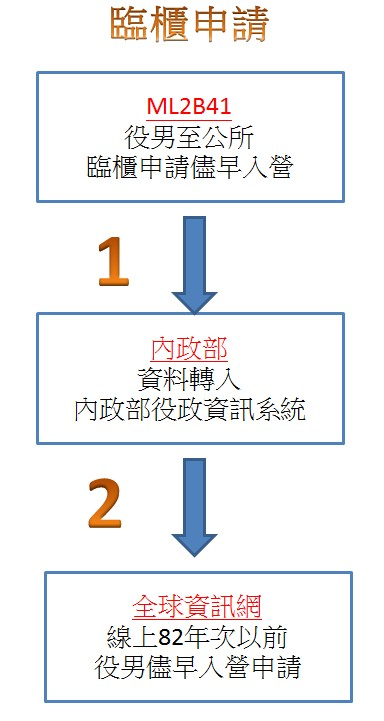 臨櫃申請
ML2B41
役男至公所
臨櫃申請儘早入營
1
內政部
資料轉入
內政部役政資訊系統
2
全球資訊網
線上82年次以前
役男儘早入營申請